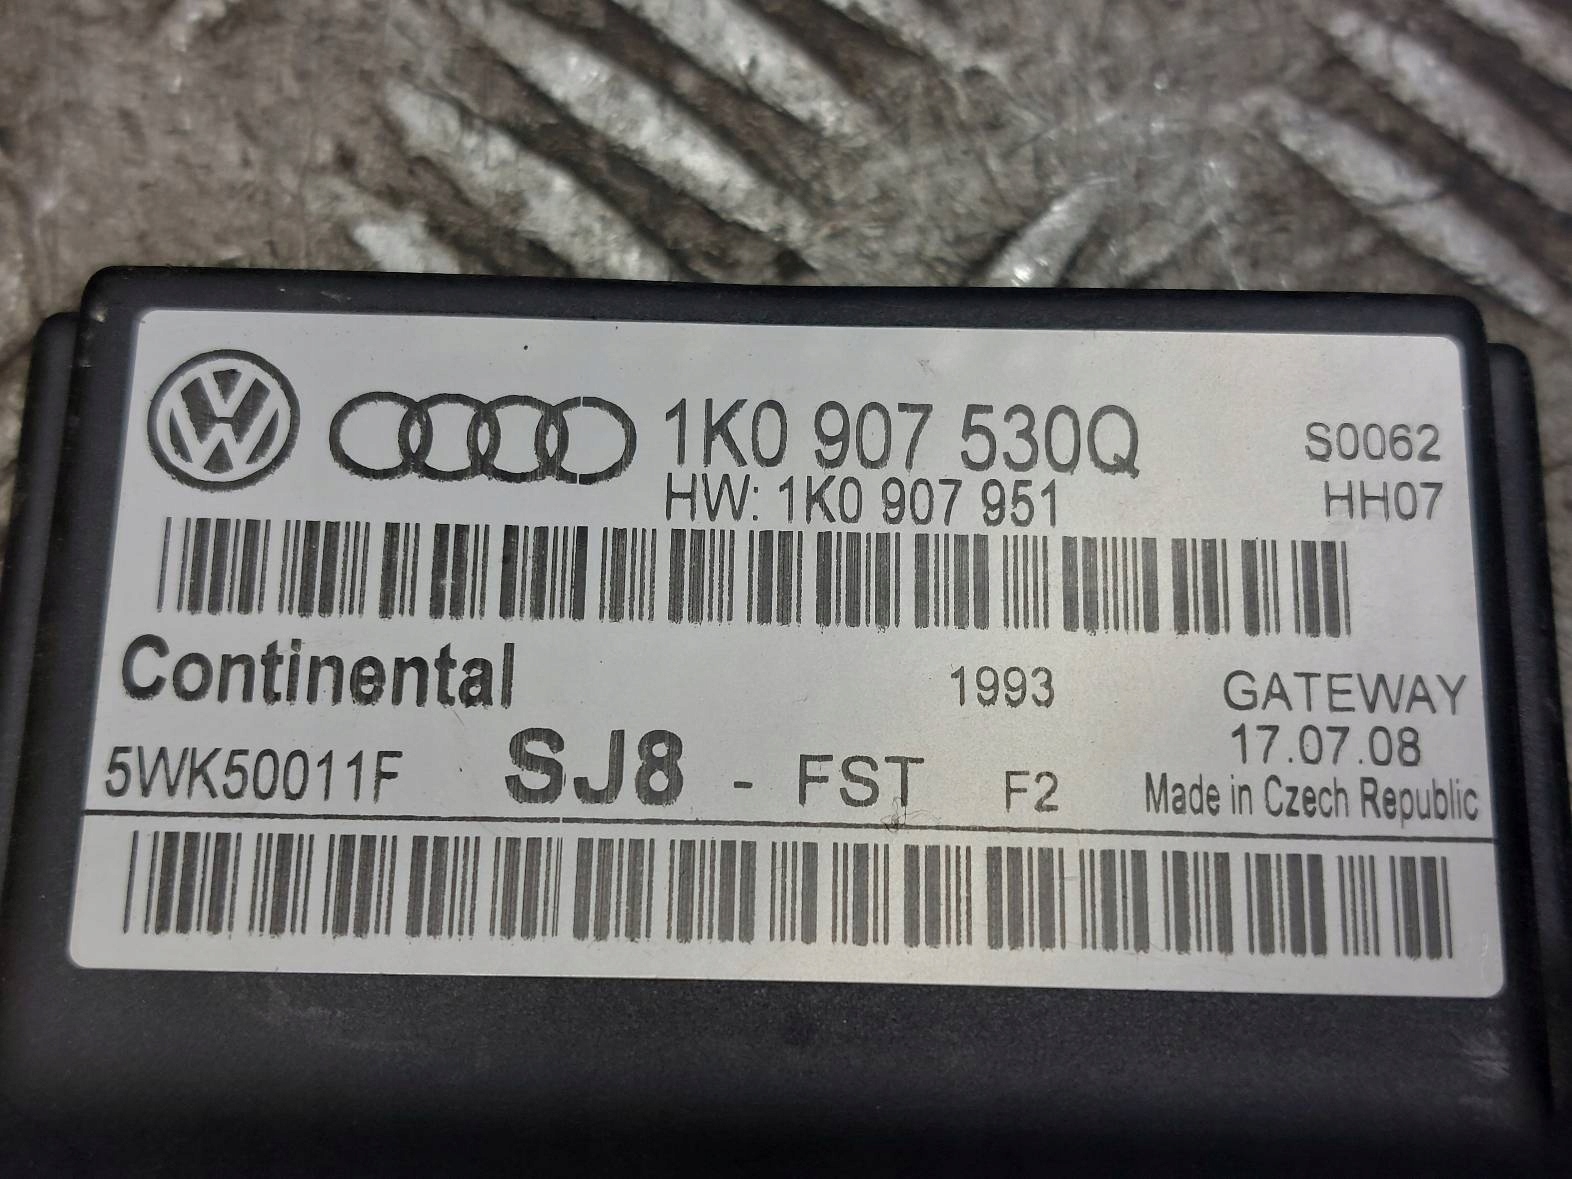 1K0 907 530Q S0062
HW: 1K0 907 951 HH07
Continental 1993 GATEWAY
17.07.08
5WK50011F SJ8 - FST F2 Made in Czech Republic